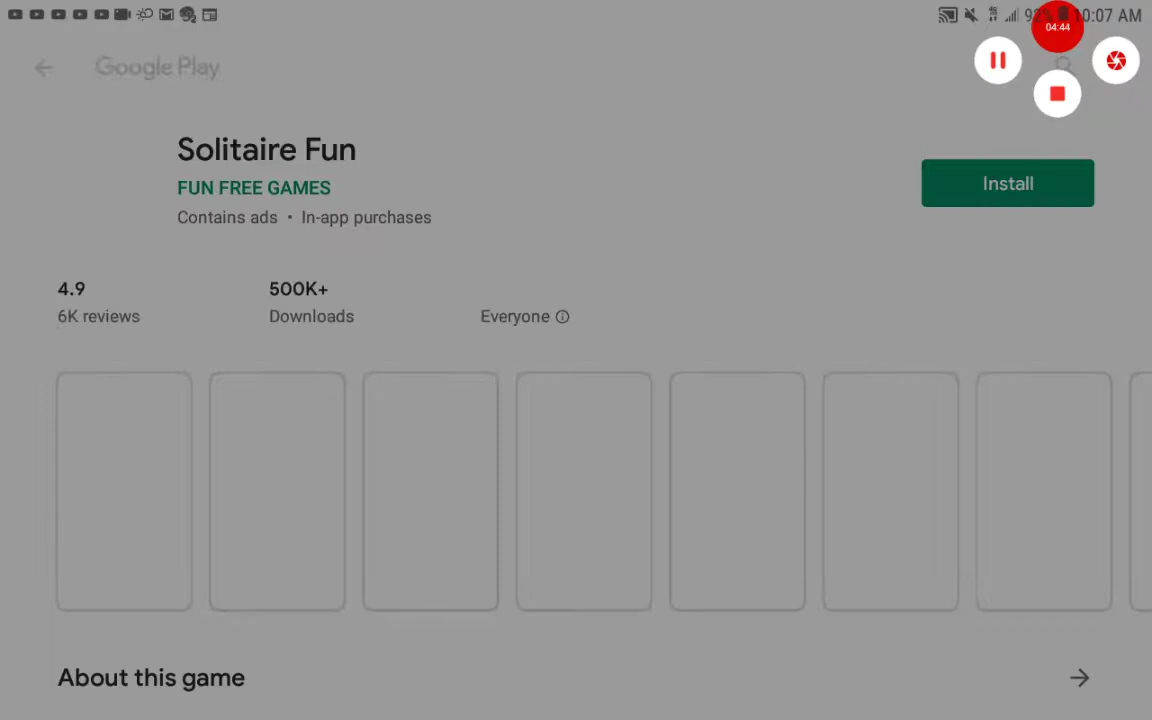 10:07 AM
04:44
Google Play
Solitaire Fun
FUN FREE GAMES
Contains ads • In-app purchases
Install
4.9
6K reviews
500K+
Downloads
Everyone
About this game